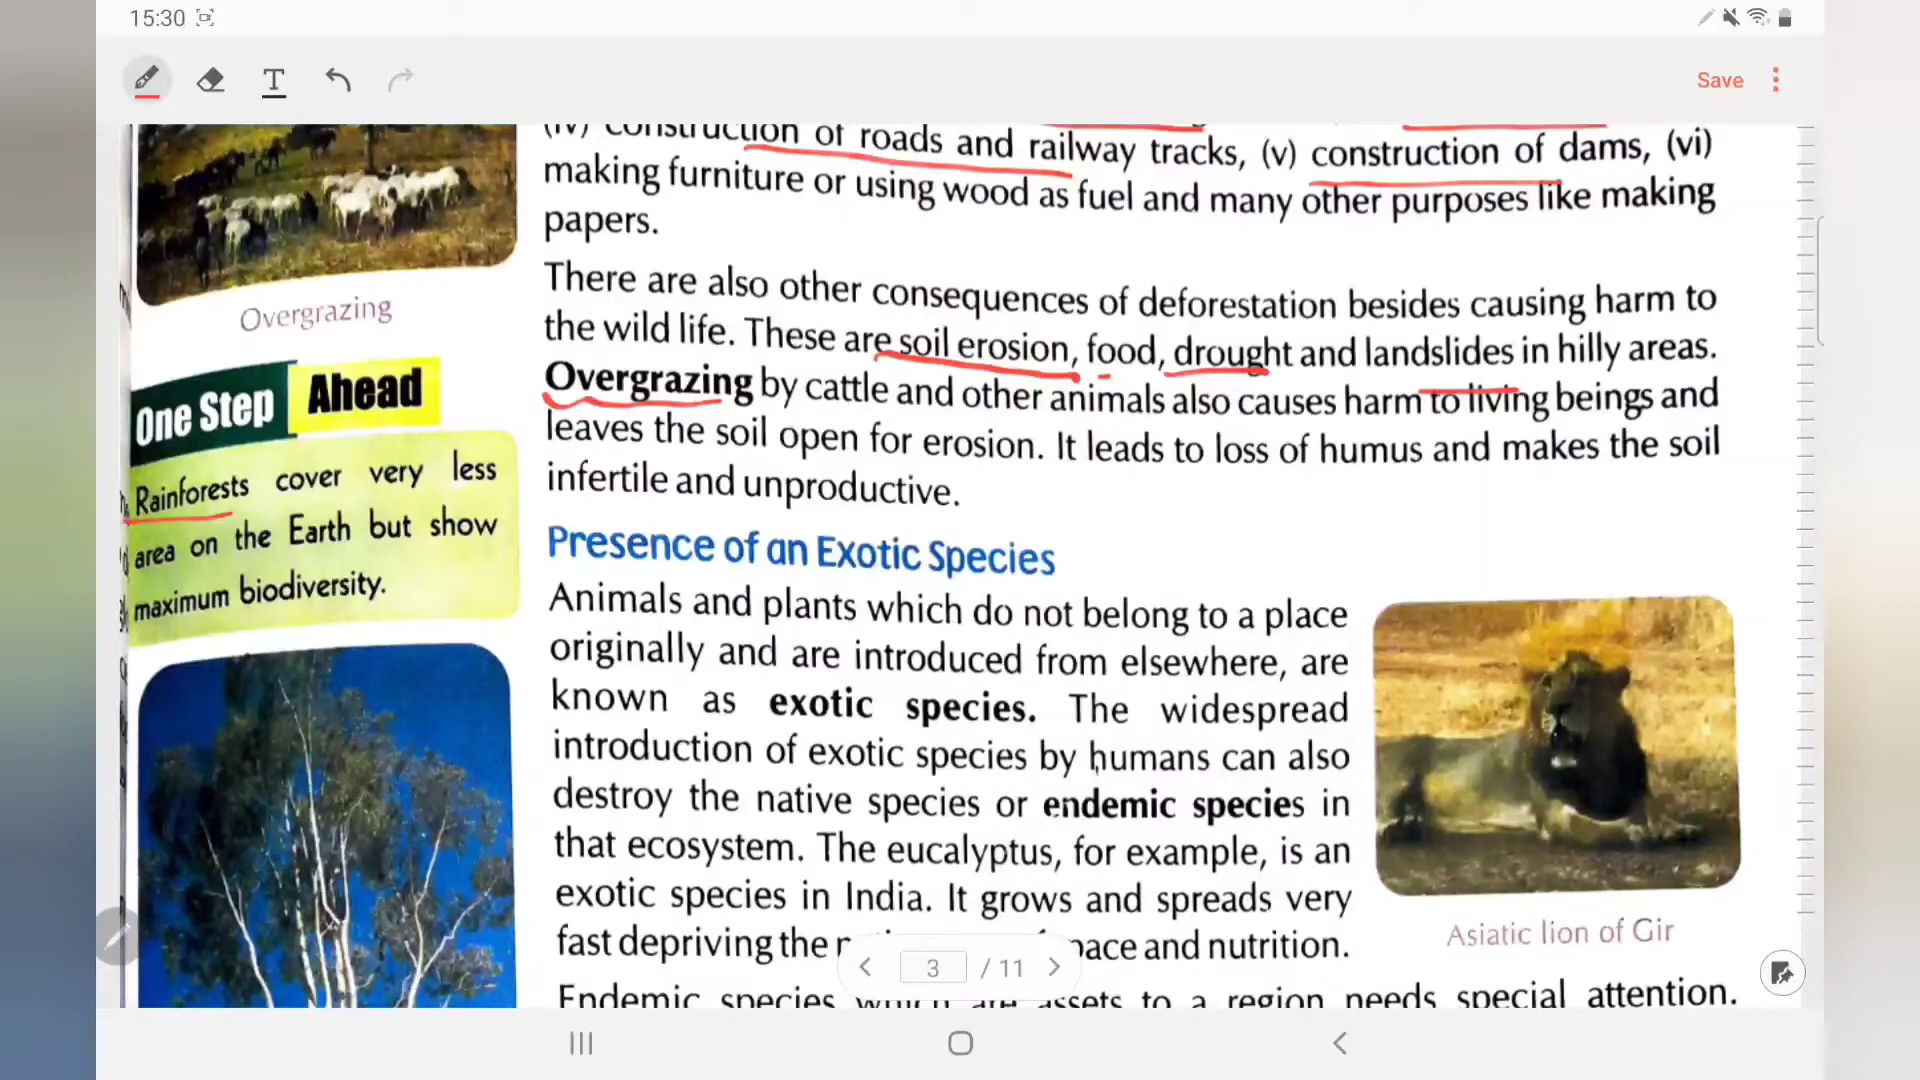 15:30
T
Save
(iv) construction of roads and railway tracks, (v) construction of dams, (vi)
making furniture or using wood as fuel and many other purposes like making
papers.
There are also other consequences of deforestation besides causing harm to
the wild life. These are soil erosion, food, drought and landslides in hilly areas.
Overgrazing by cattle and other animals also causes harm to living beings and
leaves the soil open for erosion. It leads to loss of humus and makes the soil
infertile and unproductive.
Overgrazing
One Step Ahead
Rainforests cover very less
area on the Earth but show
maximum biodiversity.
Presence of an Exotic Species
Animals and plants which do not belong to a place
originally and are introduced from elsewhere, are
known as exotic species. The widespread
introduction of exotic species by humans can also
destroy the native species or endemic species in
that ecosystem. The eucalyptus, for example, is an
exotic species in India. It grows and spreads very
fast depriving the and nutrition.
Asiatic lion of Gir
Endemic species which are assets to a region needs special attention.
3 / 11